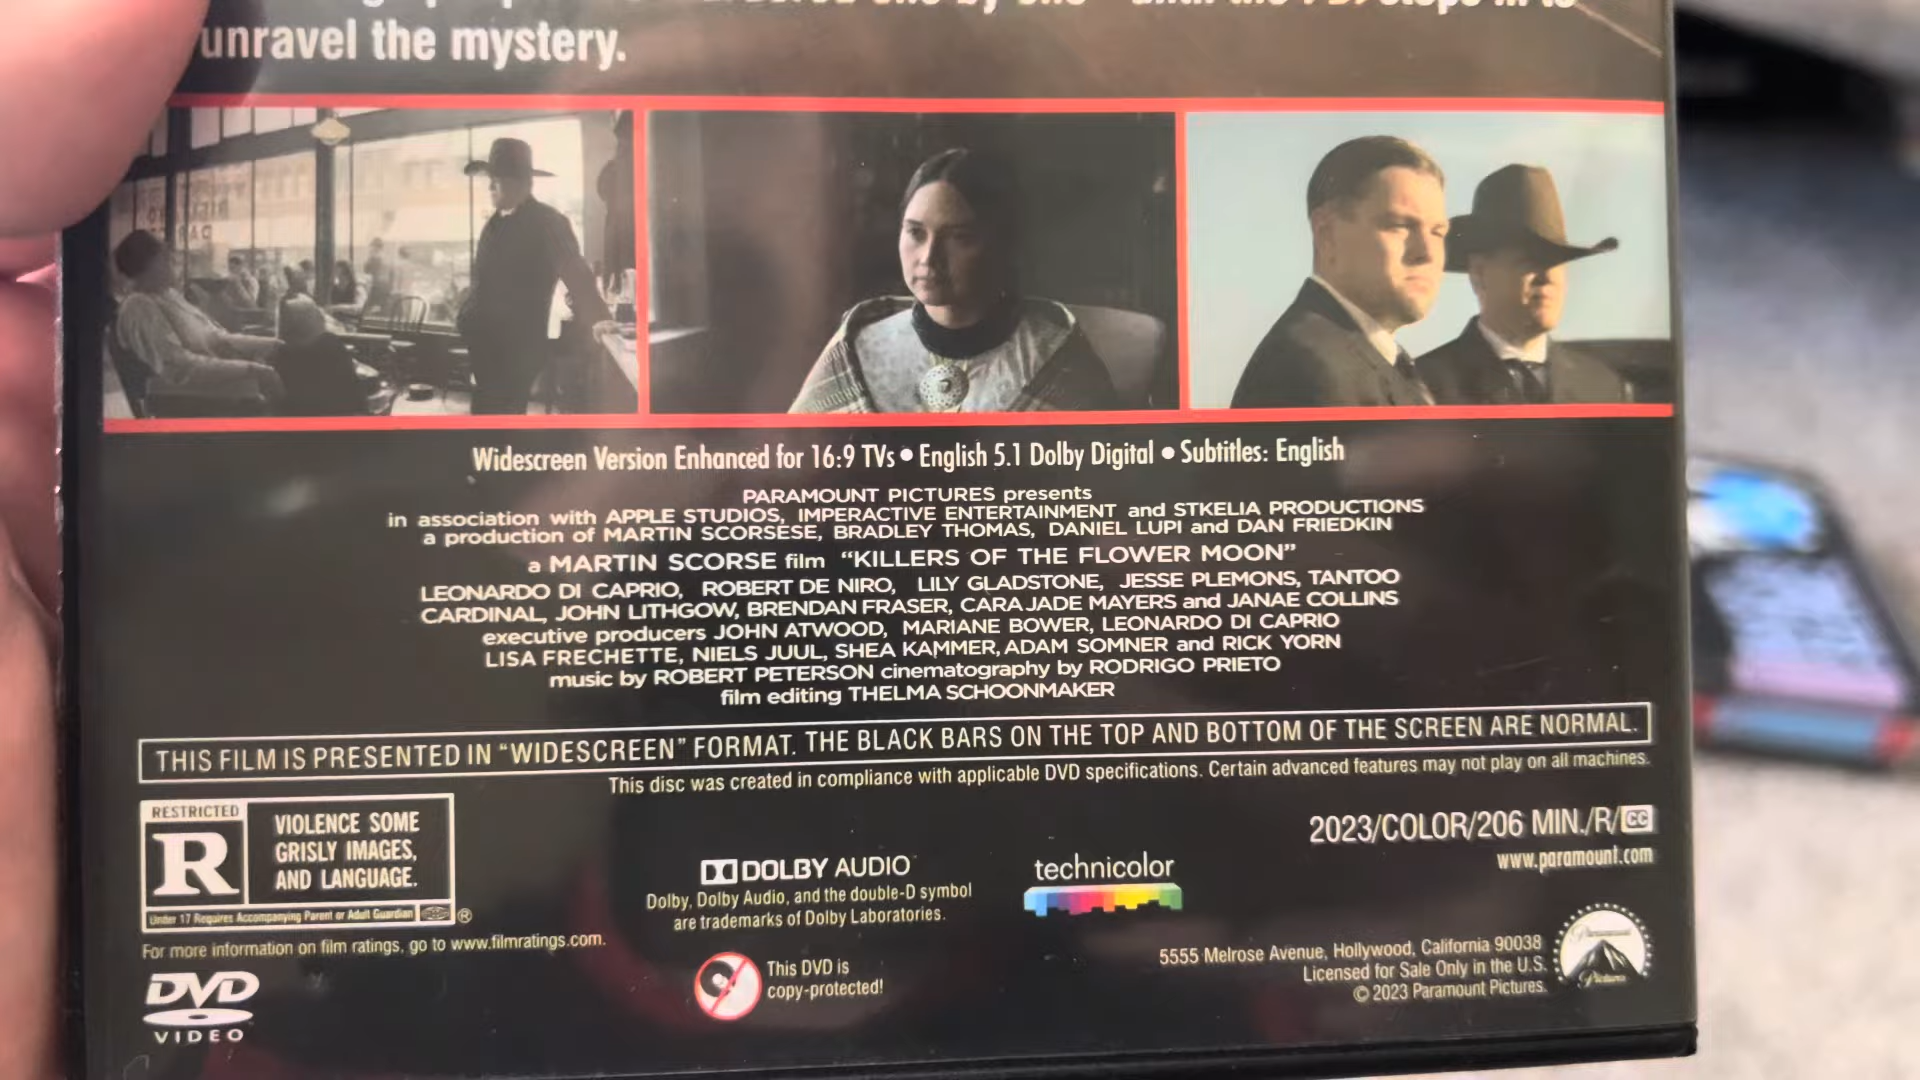 unravel the mystery.
Widescreen Version Enhanced for 16:9 TVs • English 5.1 Dolby Digital • Subtitles: English
PARAMOUNT PICTURES presents
in association with APPLE STUDIOS, IMPERACTIVE ENTERTAINMENT and STKELIA PRODUCTIONS
a production of MARTIN SCORSESE, BRADLEY THOMAS, DANIEL LUPI and DAN FRIEDKIN
a MARTIN SCORSE film “KILLERS OF THE FLOWER MOON”
LEONARDO DI CAPRIO, ROBERT DE NIRO, LILY GLADSTONE, JESSE PLEMONS, TANTOO
CARDINAL, JOHN LITHGOW, BRENDAN FRASER, CARA JADE MAYERS and JANAE COLLINS
executive producers JOHN ATWOOD, MARIANE BOWER, LEONARDO DI CAPRIO
LISA FRECHETTE, NIELS JUUL, SHEA KAMMER, ADAM SOMNER and RICK YORN
music by ROBERT PETERSON cinematography by RODRIGO PRIETO
film editing THELMA SCHOONMAKER
THIS FILM IS PRESENTED IN “WIDESCREEN” FORMAT. THE BLACK BARS ON THE TOP AND BOTTOM OF THE SCREEN ARE NORMAL.
This disc was created in compliance with applicable DVD specifications. Certain advanced features may not play on all machines.
RESTRICTED
R
VIOLENCE SOME
GRISLY IMAGES,
AND LANGUAGE.
Under 17 Requires Accompanying Parent or Adult Guardian
®
For more information on film ratings, go to www.filmratings.com.
DVD
VIDEO
DOLBY AUDIO
Dolby, Dolby Audio, and the double-D symbol
are trademarks of Dolby Laboratories.
This DVD is
copy-protected!
technicolor
2023/COLOR/206 MIN./R/CC
www.paramount.com
5555 Melrose Avenue, Hollywood, California 90038
Licensed for Sale Only in the U.S.
© 2023 Paramount Pictures.
Paramount
Pictures